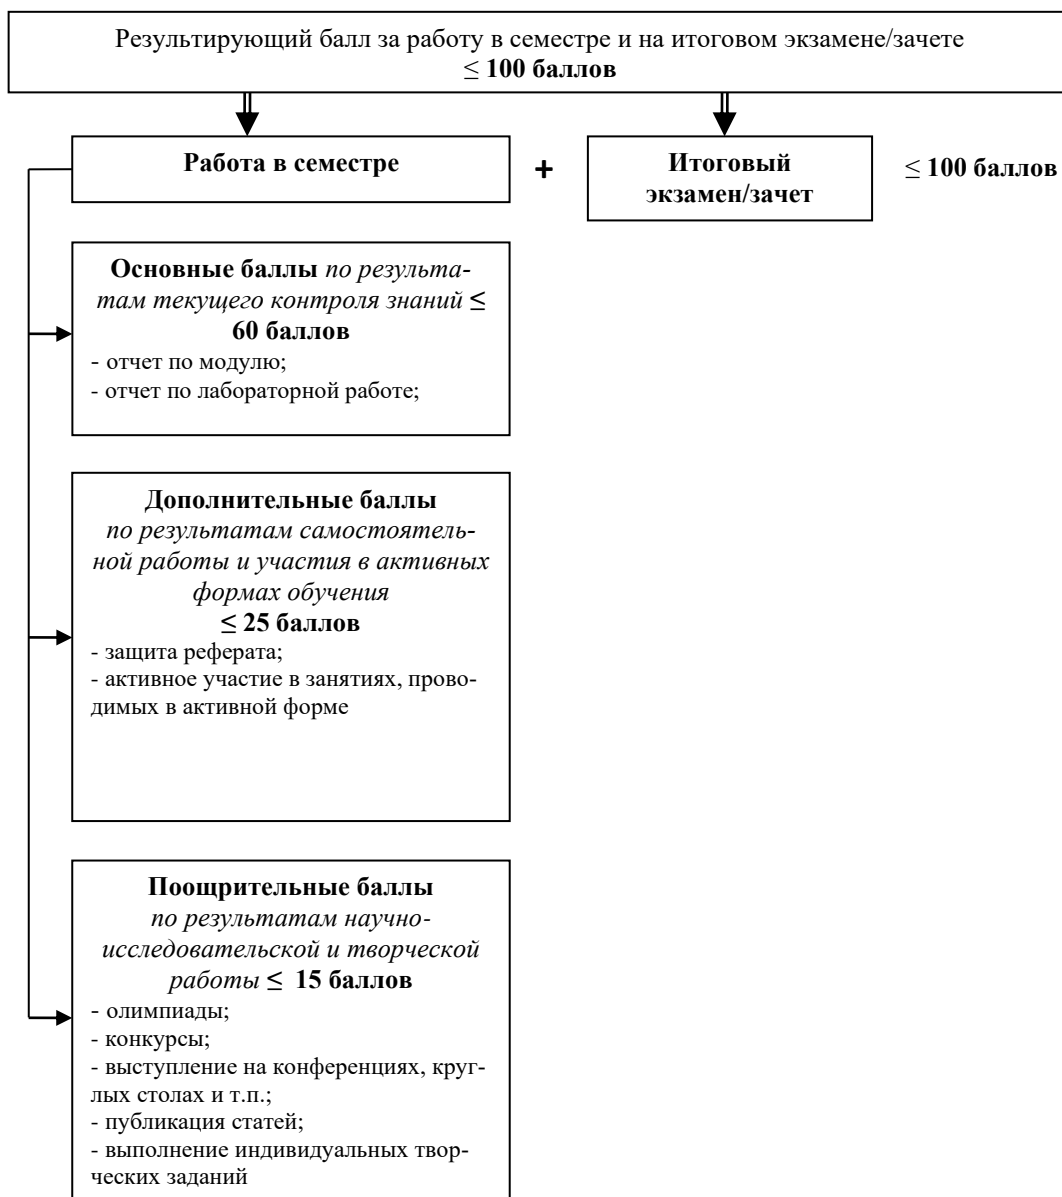 Результирующий балл за работу в семестре и на итоговом экзамене/зачете
≤ 100 баллов
Работа в семестре
+
Итоговый
экзамен/зачет
≤ 100 баллов
Основные баллы по результа-
там текущего контроля знаний ≤
60 баллов
- отчет по модулю;
- отчет по лабораторной работе;
Дополнительные баллы
по результатам самостоятель-
ной работы и участия в активных
формах обучения
≤ 25 баллов
- защита реферата;
- активное участие в занятиях, прово-
димых в активной форме
Поощрительные баллы
по результатам научно-
исследовательской и творческой
работы ≤ 15 баллов
- олимпиады;
- конкурсы;
- выступление на конференциях, круг-
лых столах и т.п.;
- публикация статей;
- выполнение индивидуальных твор-
ческих заданий